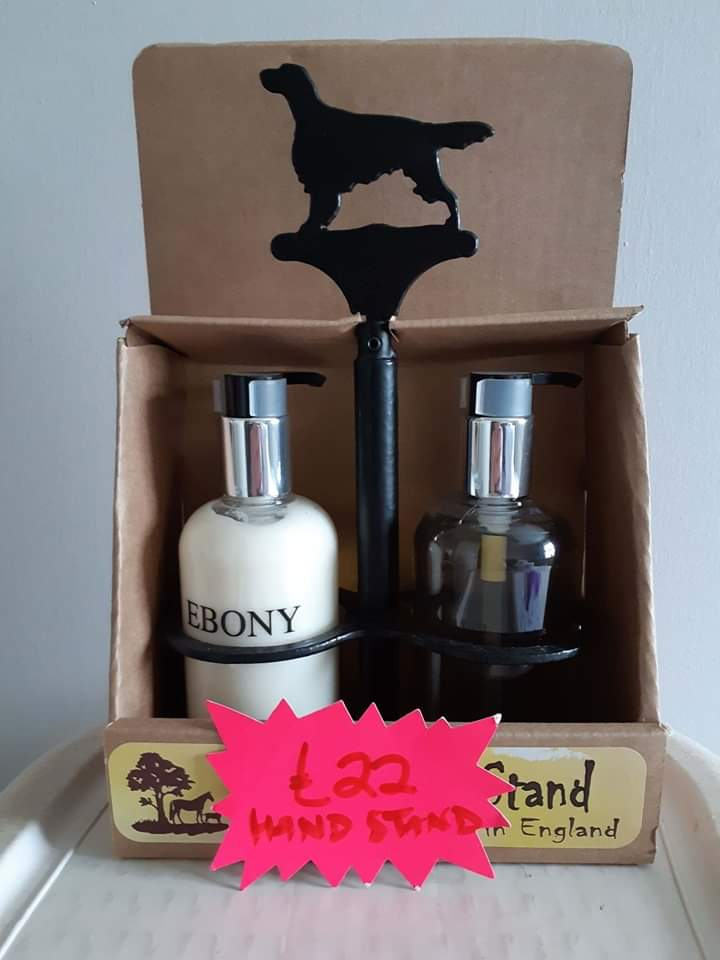 EBONY
£22
HAND STAND
Stand
in England